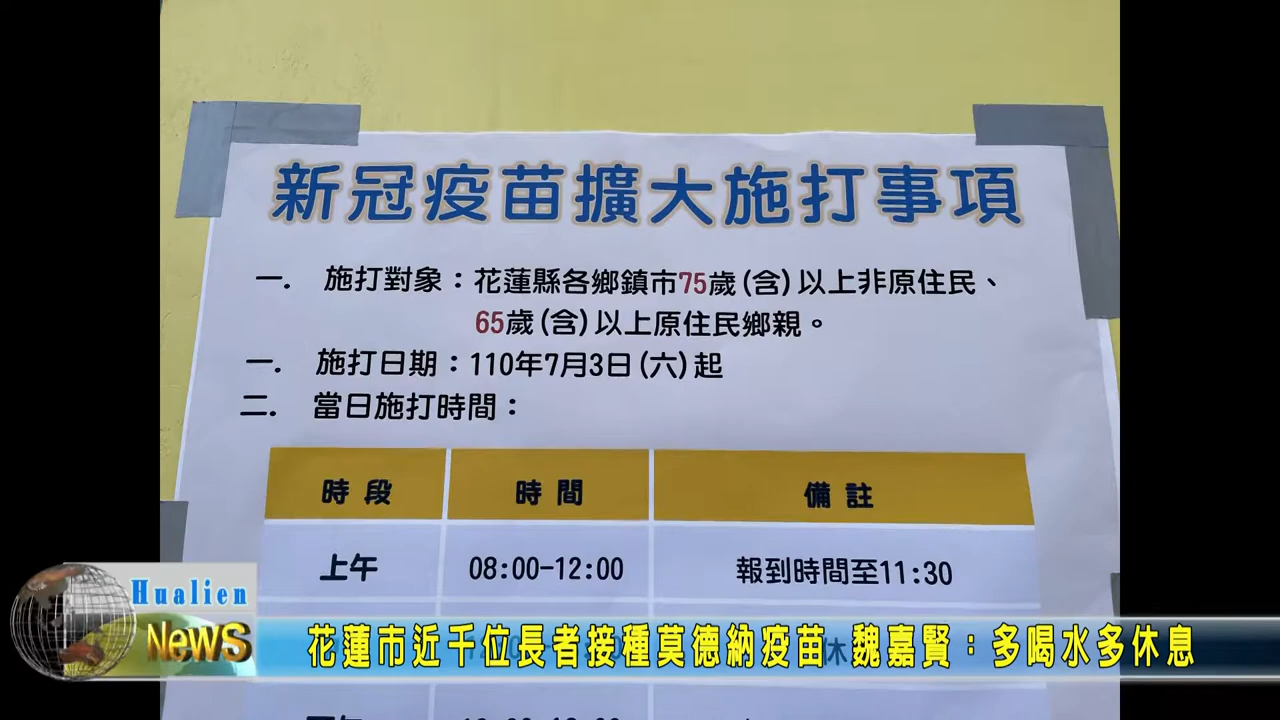 新冠疫苗擴大施打事項
一. 施打對象：花蓮縣各鄉鎮市75歲(含)以上非原住民、
65歲(含)以上原住民鄉親。
一. 施打日期：110年7月3日(六)起
二. 當日施打時間：
時段 時間 備註
上午 08:00-12:00 報到時間至11:30
Hualien
NewS
花蓮市近千位長者接種莫德納疫苗 魏嘉賢：多喝水多休息
休